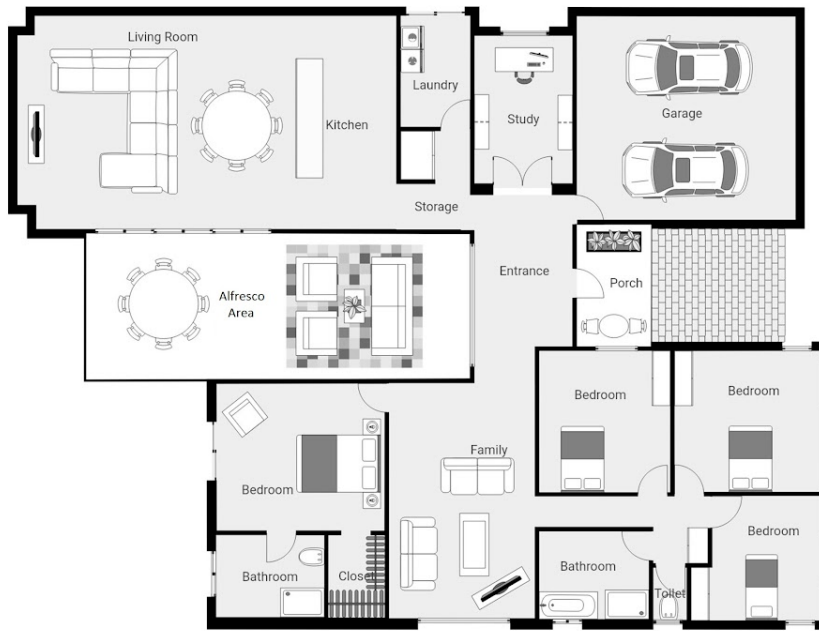 Living Room
Laundry
Study
Garage
Kitchen
Storage
Entrance
Porch
Alfresco
Area
Bedroom
Bedroom
Family
Bedroom
Bedroom
Bathroom
Closet
Bathroom
Toilet